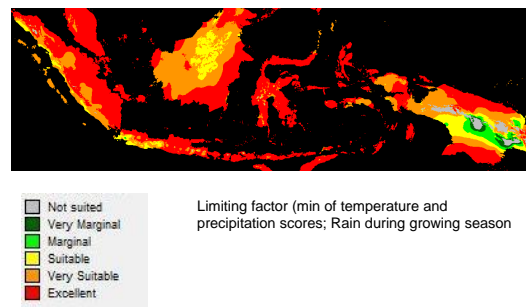 Not suited
Very Marginal
Marginal
Suitable
Very Suitable
Excellent
Limiting factor (min of temperature and
precipitation scores; Rain during growing season